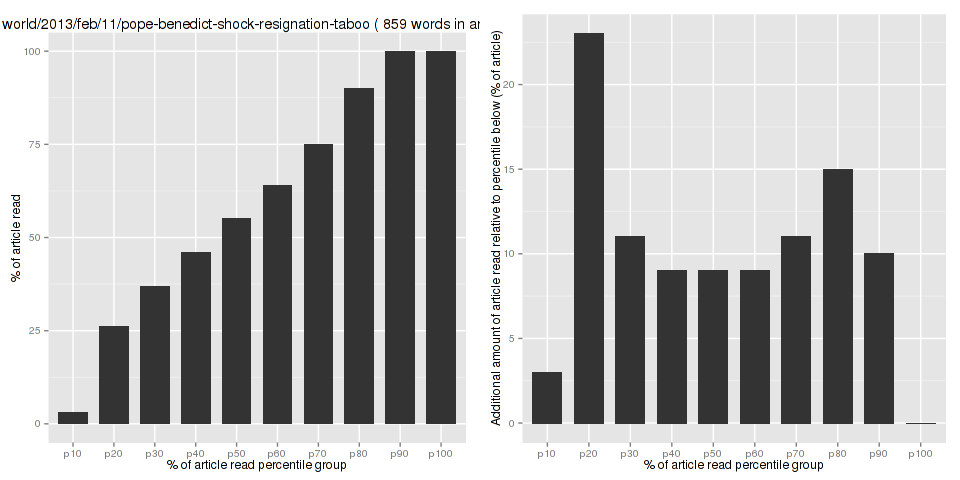 world/2013/feb/11/pope-benedict-shock-resignation-taboo ( 859 words in ar
100
75
50
25
0
% of article read
p10 p20 p30 p40 p50 p60 p70 p80 p90 p100
% of article read percentile group
Additional amount of article read relative to percentile below (% of article)
20
15
10
5
0
p10 p20 p30 p40 p50 p60 p70 p80 p90 p100
% of article read percentile group